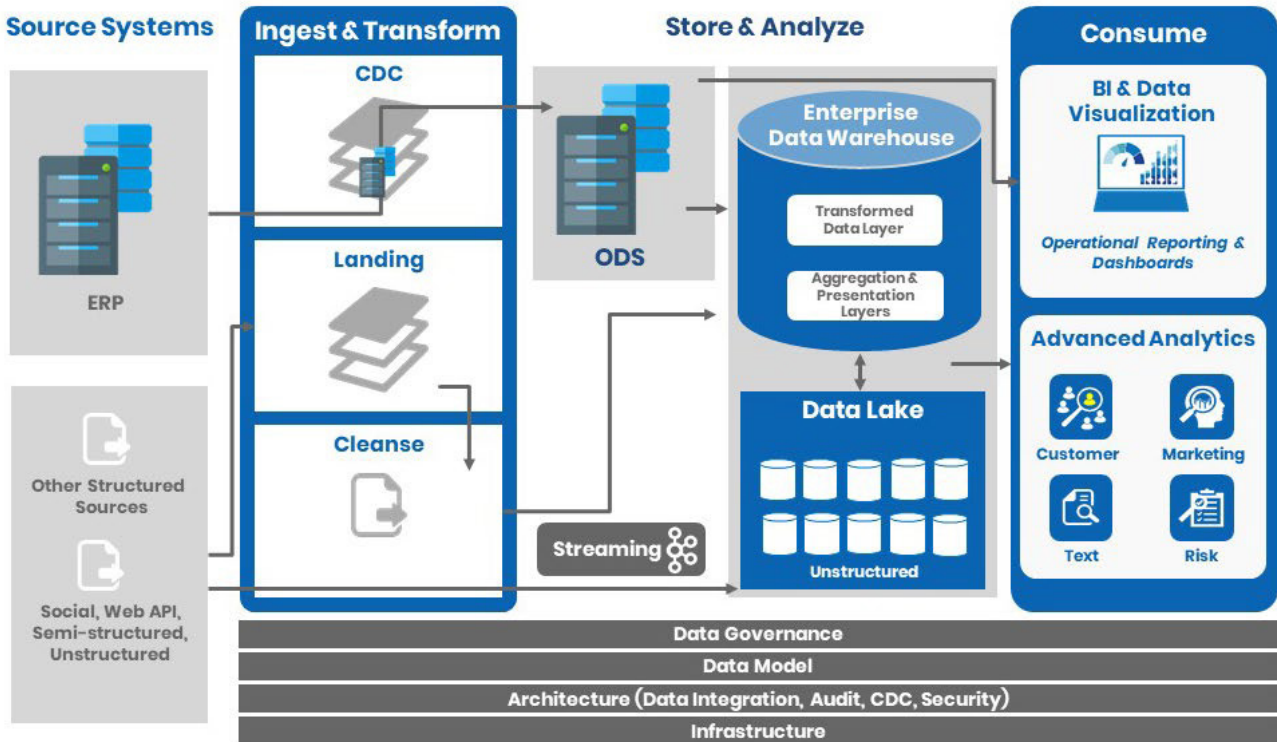 Source Systems
ERP
Other Structured
Sources
Social, Web API,
Semi-structured,
Unstructured
Ingest & Transform
CDC
Landing
Cleanse
Store & Analyze
ODS
Enterprise
Data Warehouse
Transformed
Data Layer
Aggregation &
Presentation
Layers
Streaming
Data Lake
Unstructured
Consume
BI & Data
Visualization
Operational Reporting &
Dashboards
Advanced Analytics
Customer
Marketing
Text
Risk
Data Governance
Data Model
Architecture (Data Integration, Audit, CDC, Security)
Infrastructure